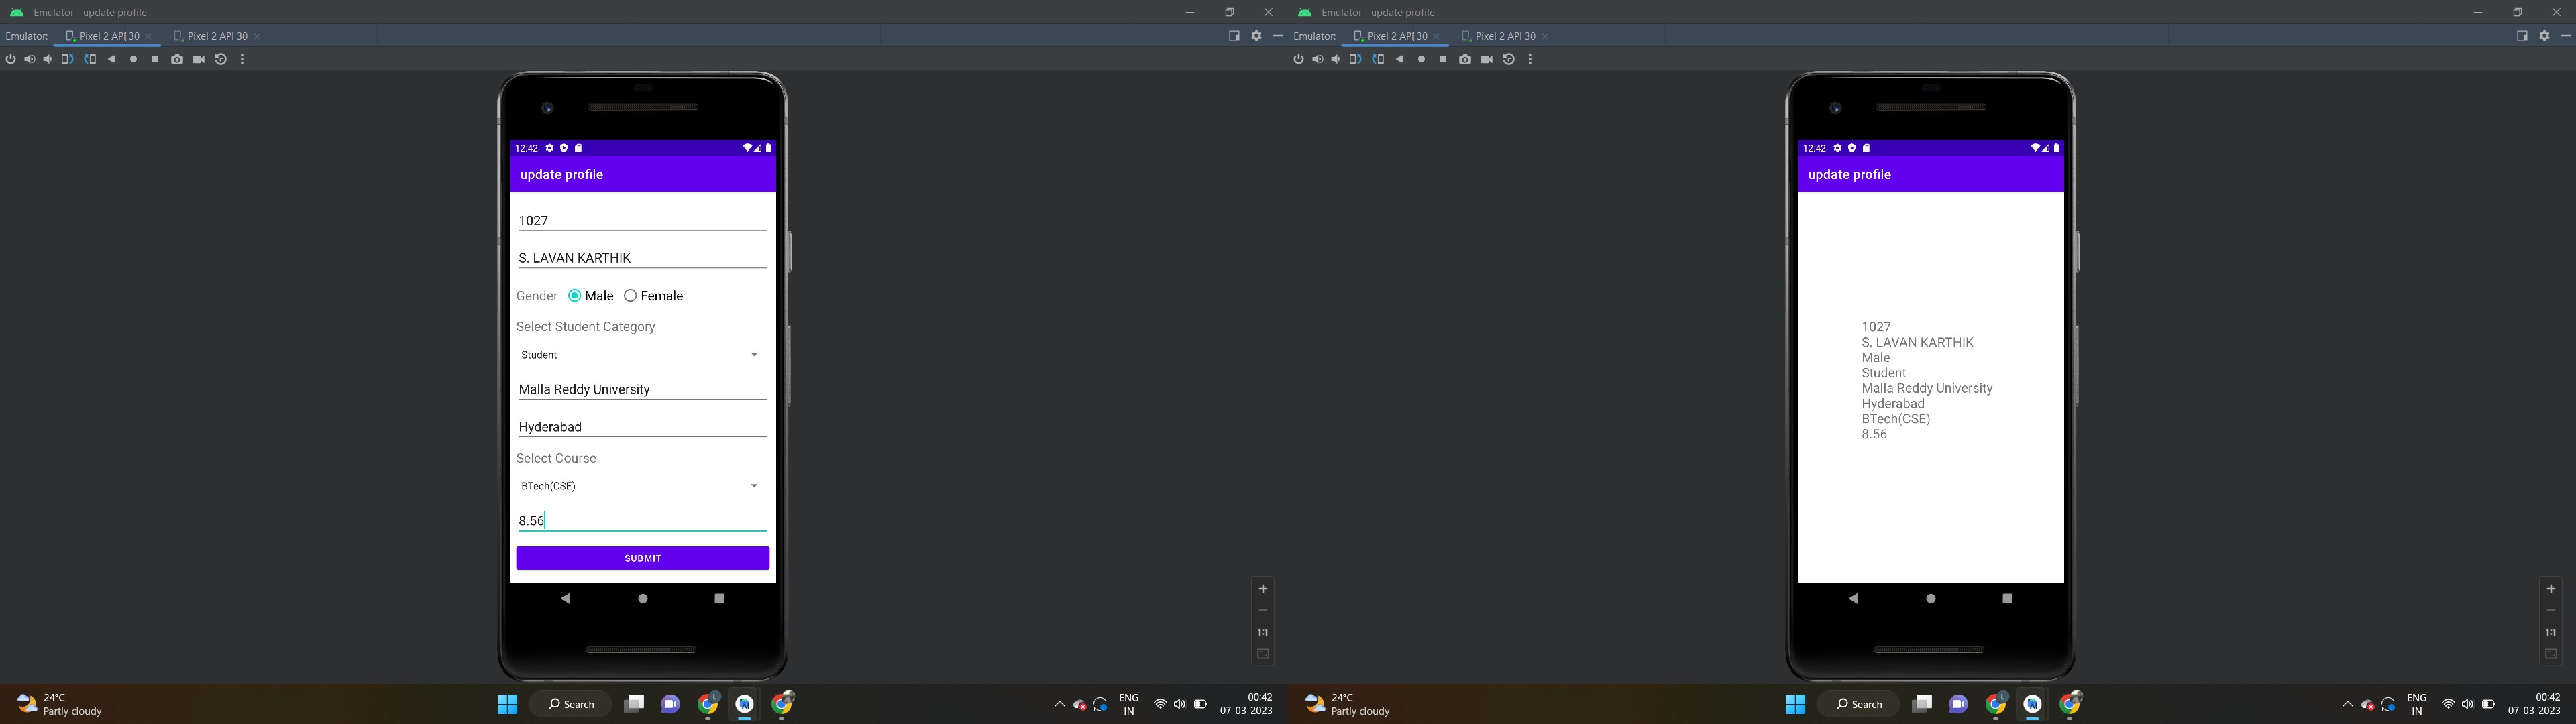 Emulator - update profile
Emulator: Pixel 2 API 30 Pixel 2 API 30
12:42
update profile
1027
S. LAVAN KARTHIK
Gender Male Female
Select Student Category
Student
Malla Reddy University
Hyderabad
Select Course
BTech(CSE)
8.56
SUBMIT
1:1
24°C
Partly cloudy
Search
ENG
IN
00:42
07-03-2023
Emulator - update profile
Emulator: Pixel 2 API 30 Pixel 2 API 30
12:42
update profile
1027
S. LAVAN KARTHIK
Male
Student
Malla Reddy University
Hyderabad
BTech(CSE)
8.56
1:1
24°C
Partly cloudy
Search
ENG
IN
00:42
07-03-2023